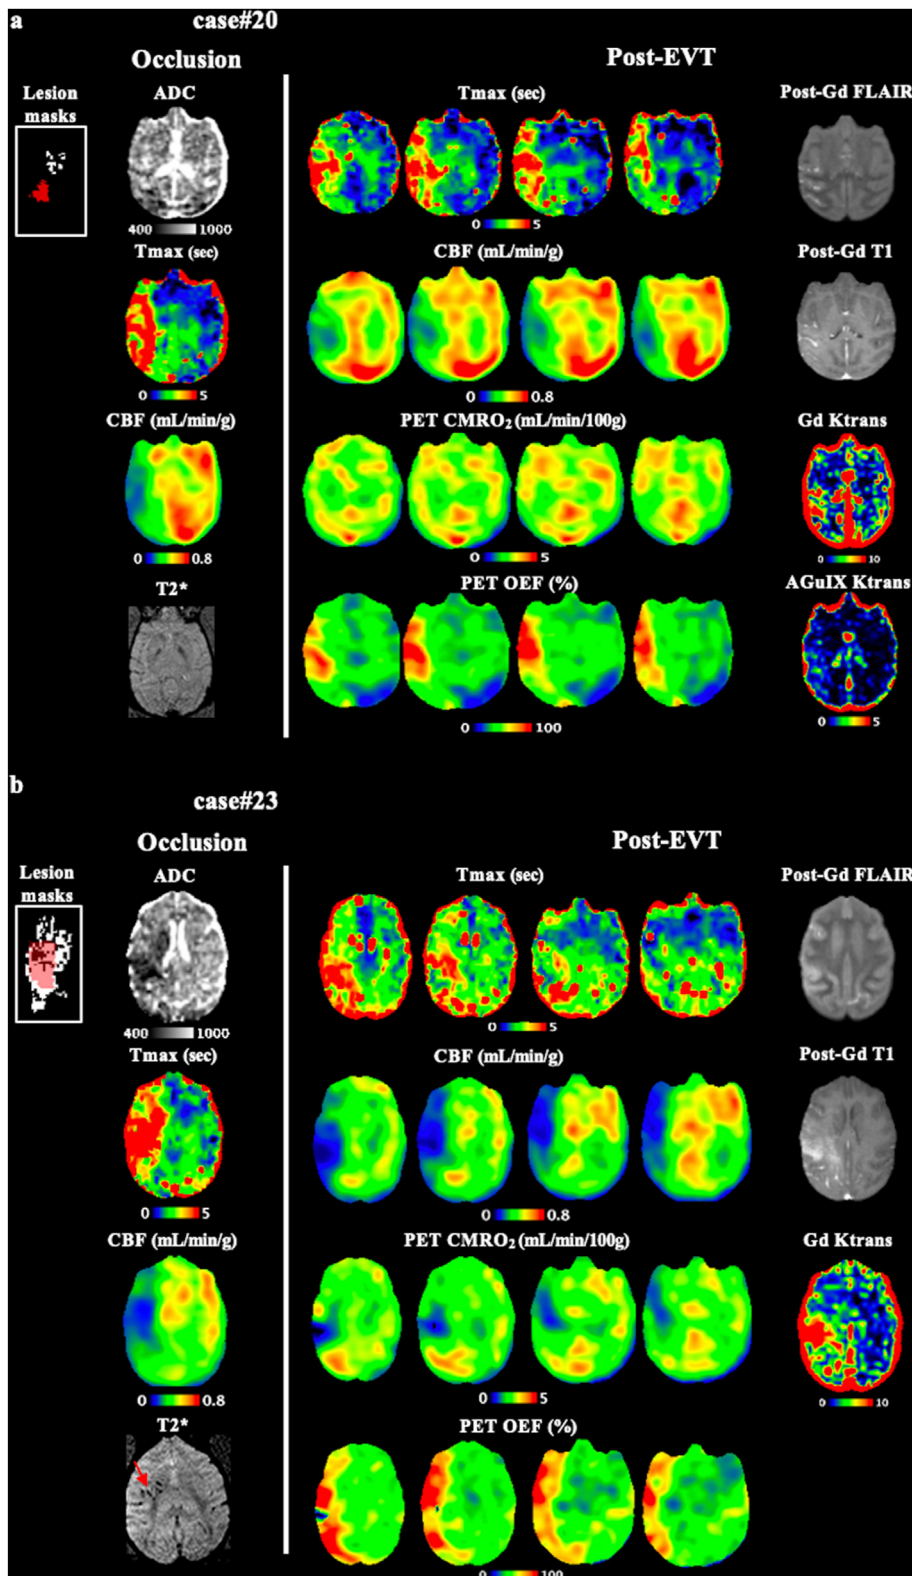 a
case#20
Occlusion
Post-EVT
Lesion
masks
ADC
Tmax (sec)
Post-Gd FLAIR
400 1000
0 5
Tmax (sec)
CBF (mL/min/g)
Post-Gd T1
0 5
0 0.8
CBF (mL/min/g)
PET CMRO₂ (mL/min/100g)
Gd Ktrans
0 0.8
0 5
0 10
T2*
PET OEF (%)
AGuIX Ktrans
0 100
0 5
b
case#23
Occlusion
Post-EVT
Lesion
masks
ADC
Tmax (sec)
Post-Gd FLAIR
400 1000
0 5
Tmax (sec)
CBF (mL/min/g)
Post-Gd T1
0 5
0 0.8
CBF (mL/min/g)
PET CMRO₂ (mL/min/100g)
Gd Ktrans
0 0.8
0 5
0 10
T2*
PET OEF (%)
0 100